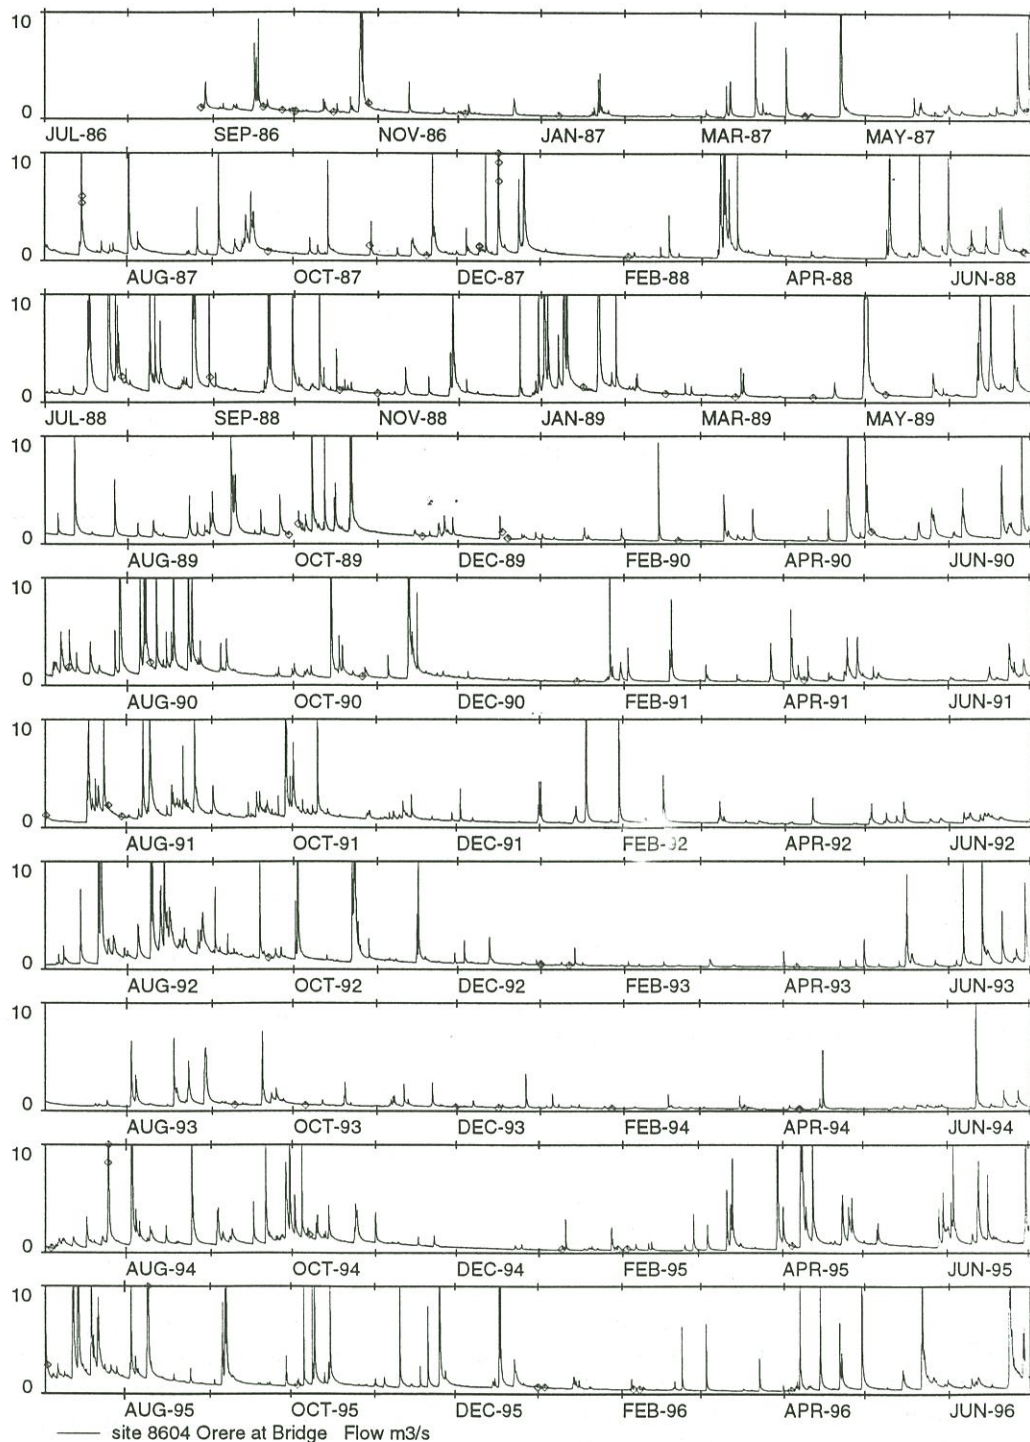 10
0
JUL-86 SEP-86 NOV-86 JAN-87 MAR-87 MAY-87
10
0
AUG-87 OCT-87 DEC-87 FEB-88 APR-88 JUN-88
10
0
JUL-88 SEP-88 NOV-88 JAN-89 MAR-89 MAY-89
10
0
AUG-89 OCT-89 DEC-89 FEB-90 APR-90 JUN-90
10
0
AUG-90 OCT-90 DEC-90 FEB-91 APR-91 JUN-91
10
0
AUG-91 OCT-91 DEC-91 FEB-92 APR-92 JUN-92
10
0
AUG-92 OCT-92 DEC-92 FEB-93 APR-93 JUN-93
10
0
AUG-93 OCT-93 DEC-93 FEB-94 APR-94 JUN-94
10
0
AUG-94 OCT-94 DEC-94 FEB-95 APR-95 JUN-95
10
0
AUG-95 OCT-95 DEC-95 FEB-96 APR-96 JUN-96
site 8604 Orere at Bridge Flow m3/s